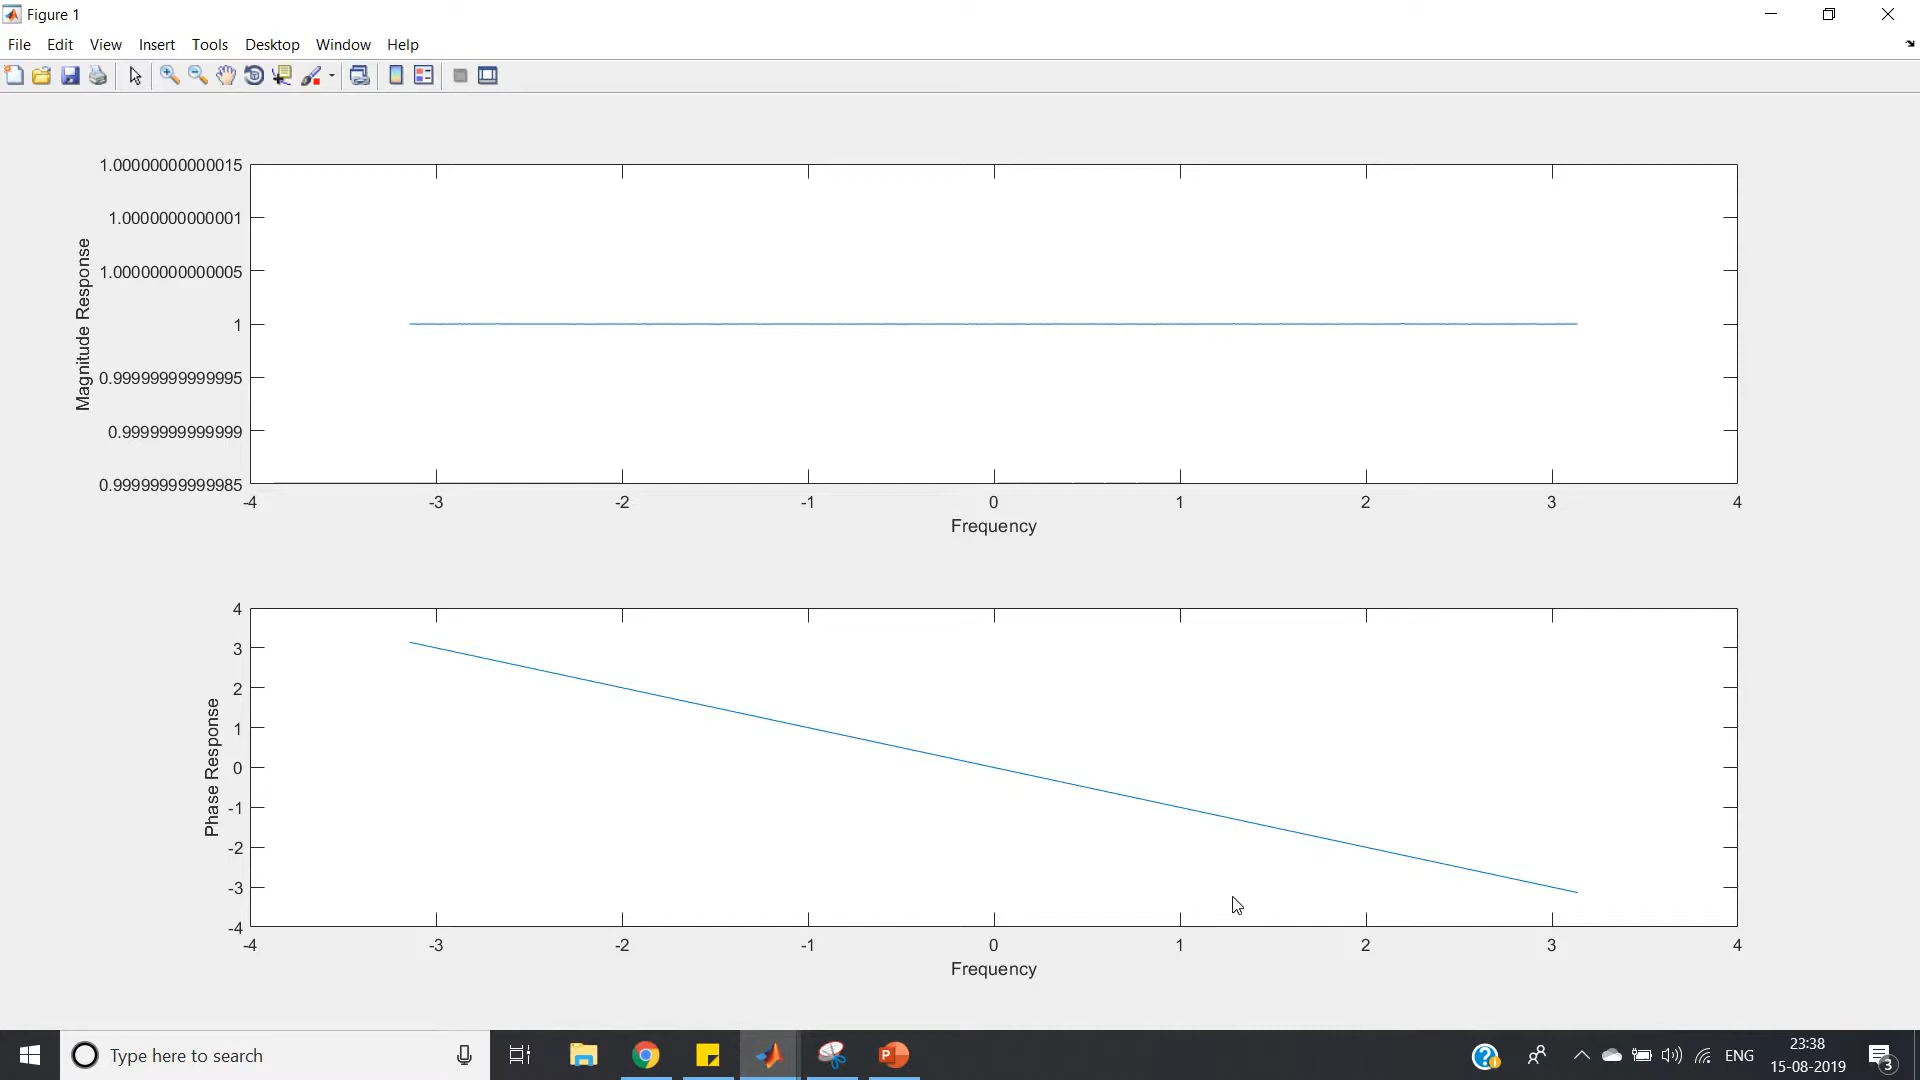 Figure 1
File Edit View Insert Tools Desktop Window Help
1.00000000000015
1.0000000000001
1.00000000000005
1
0.99999999999995
0.9999999999999
0.99999999999985
Magnitude Response
-4 -3 -2 -1 0 1 2 3 4
Frequency
4
3
2
1
0
-1
-2
-3
-4
Phase Response
-4 -3 -2 -1 0 1 2 3 4
Frequency
Type here to search
P
ENG
23:38
15-08-2019
3